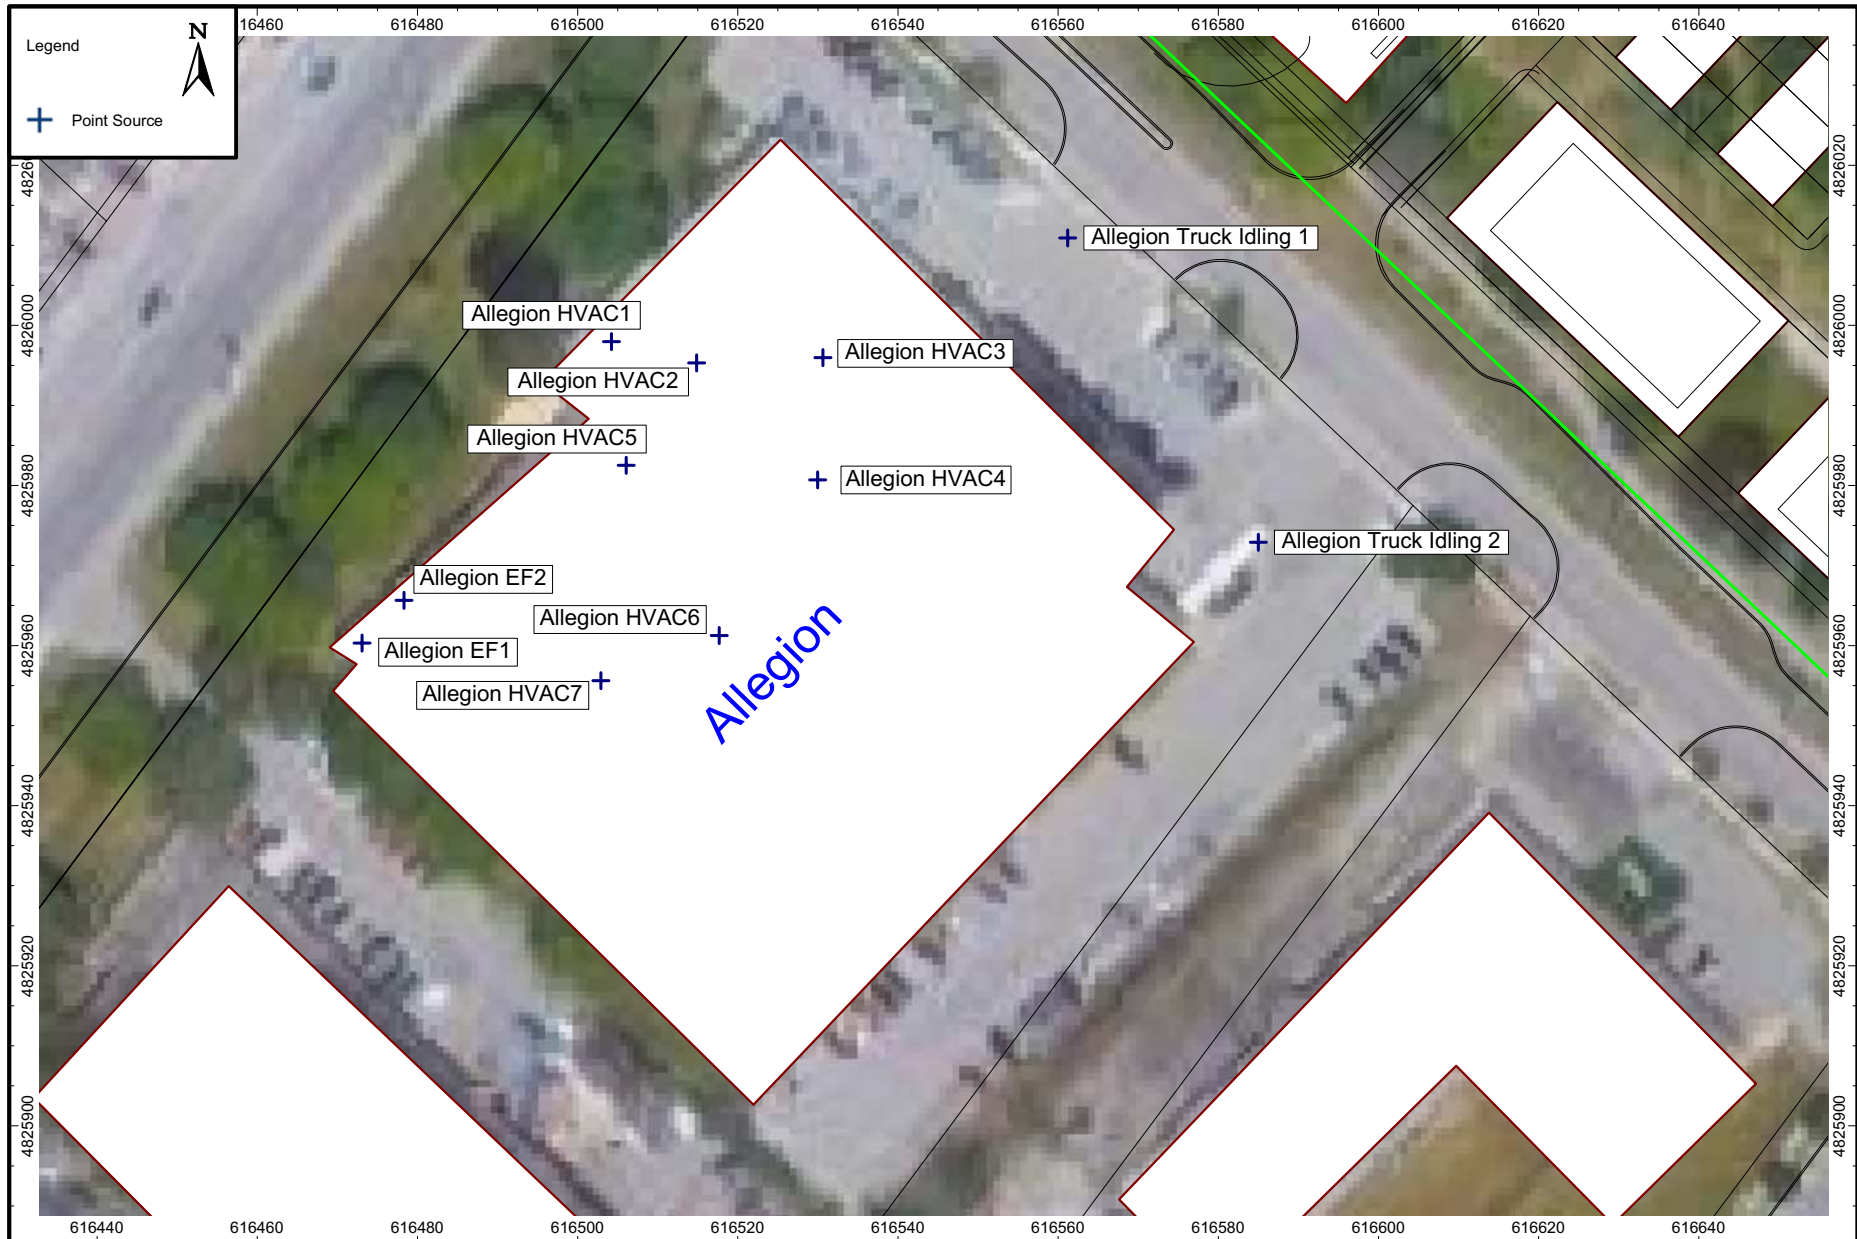 616460 616480 616500 616520 616540 616560 616580 616600 616620 616640
Legend
N
Point Source
4826020
4826000
4825980
4825960
4825940
4825920
4825900
Allegion Truck Idling 1
Allegion HVAC1
Allegion HVAC2
Allegion HVAC3
Allegion HVAC5
Allegion HVAC4
Allegion Truck Idling 2
Allegion EF2
Allegion HVAC6
Allegion EF1
Allegion HVAC7
Allegion
48260
4826000
4825980
4825960
4825940
4825920
4825900
616440 616460 616480 616500 616520 616540 616560 616580 616600 616620 616640